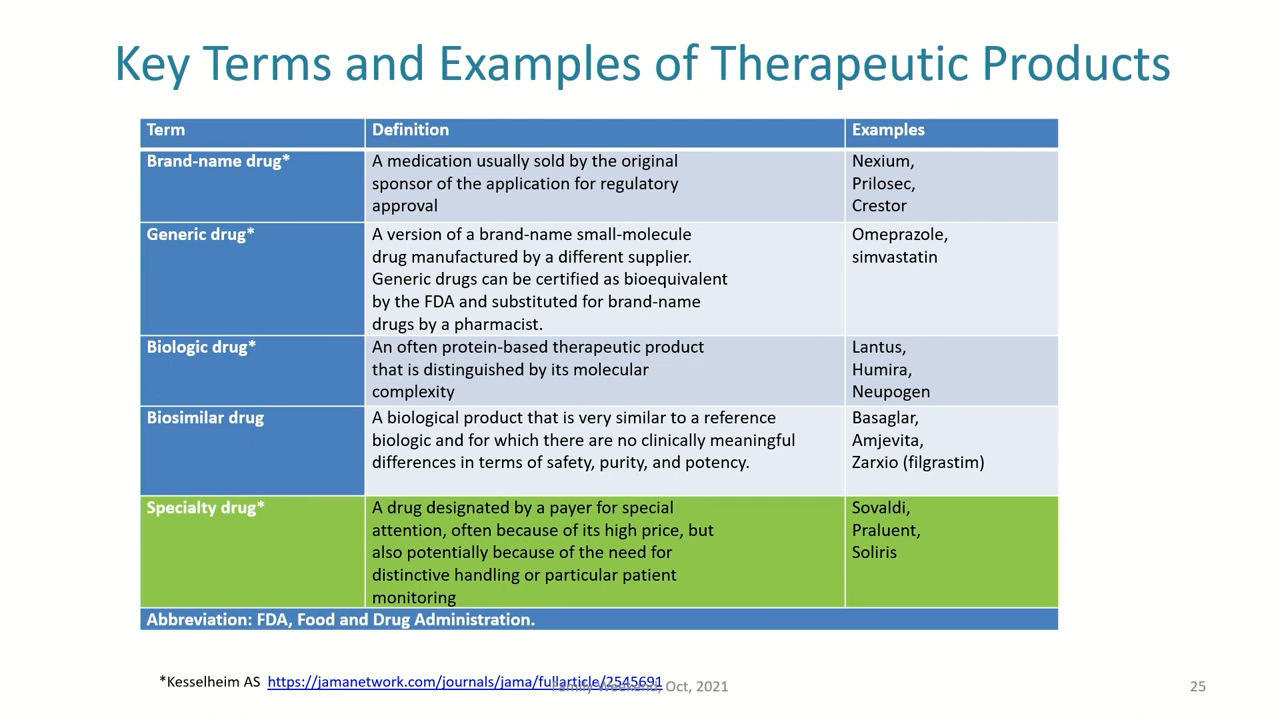 Key Terms and Examples of Therapeutic Products
Term
Definition
Examples
Brand-name drug*
A medication usually sold by the original
sponsor of the application for regulatory
approval
Nexium,
Prilosec,
Crestor
Generic drug*
A version of a brand-name small-molecule
drug manufactured by a different supplier.
Generic drugs can be certified as bioequivalent
by the FDA and substituted for brand-name
drugs by a pharmacist.
Omeprazole,
simvastatin
Biologic drug*
An often protein-based therapeutic product
that is distinguished by its molecular
complexity
Lantus,
Humira,
Neupogen
Biosimilar drug
A biological product that is very similar to a reference
biologic and for which there are no clinically meaningful
differences in terms of safety, purity, and potency.
Basaglar,
Amjevita,
Zarxio (filgrastim)
Specialty drug*
A drug designated by a payer for special
attention, often because of its high price, but
also potentially because of the need for
distinctive handling or particular patient
monitoring
Sovaldi,
Praluent,
Soliris
Abbreviation: FDA, Food and Drug Administration.
*Kesselheim AS https://jamanetwork.com/journals/jama/fullarticle/2545691
Family Weekend, Oct, 2021
25